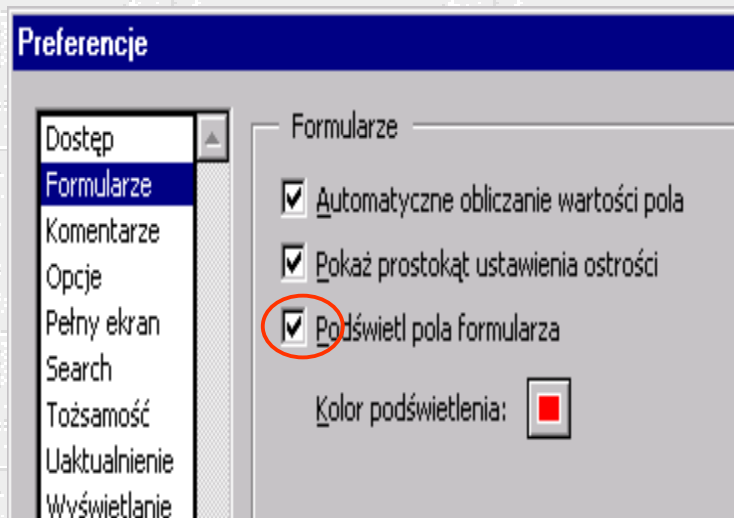 Preferencje
Dostęp
Formularze
Komentarze
Opcje
Pełny ekran
Search
Tożsamość
Uaktualnienie
Wyświetlanie
Formularze
Automatyczne obliczanie wartości pola
Pokaż prostokąt ustawienia ostrości
Podświetl pola formularza
Kolor podświetlenia: